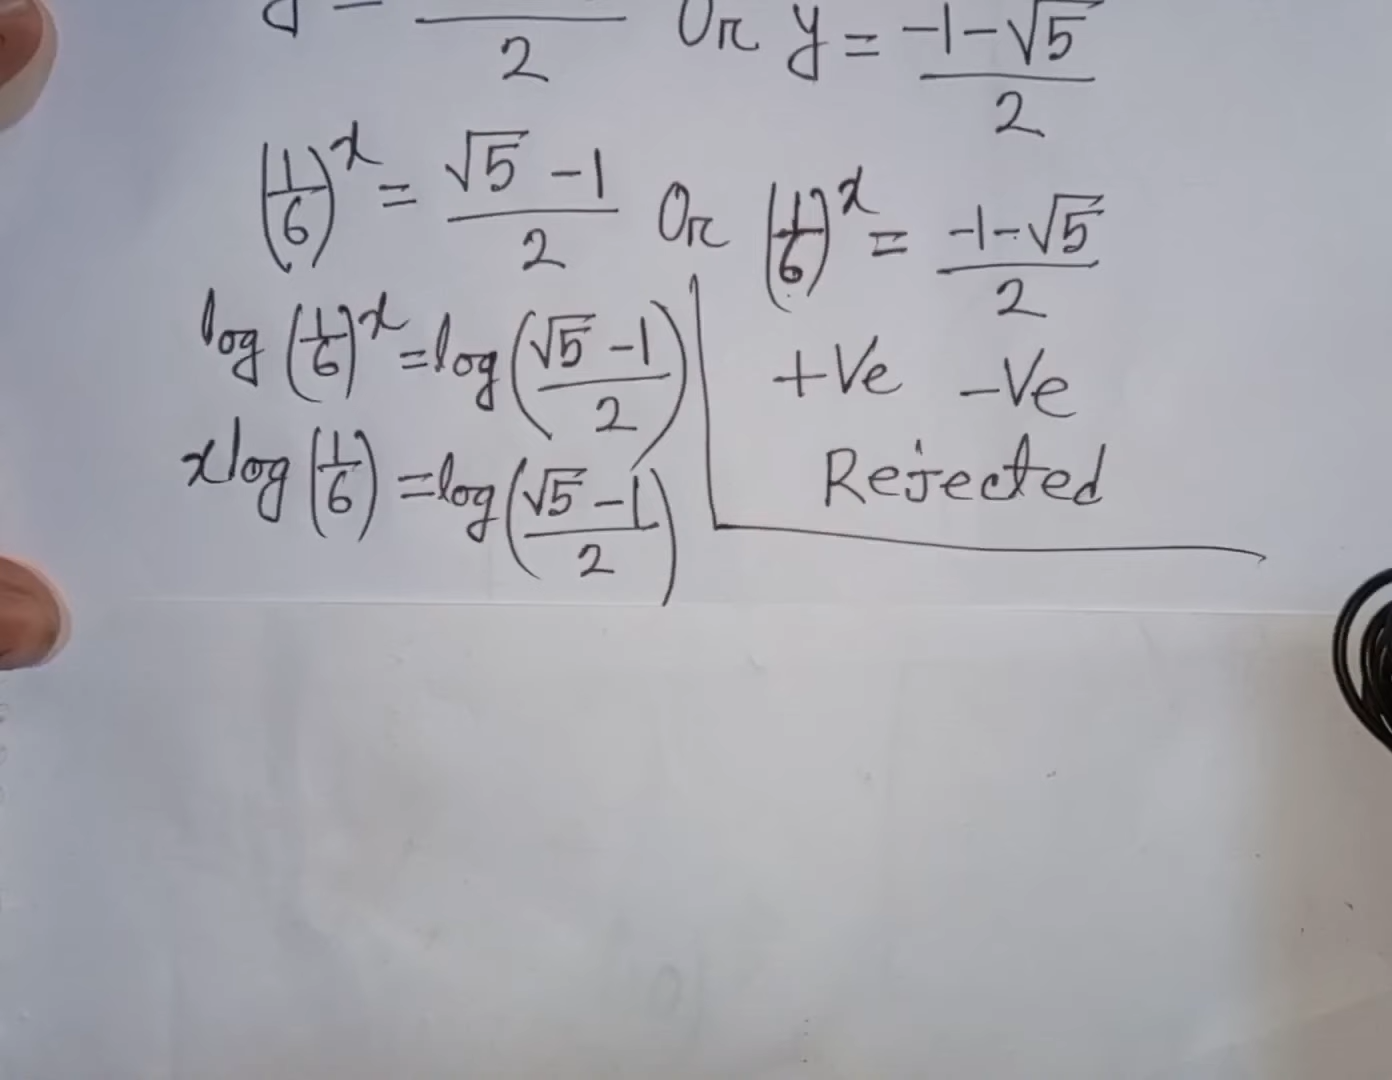 2 Or y = (-1-√5)/2
(1/6)^x = (√5 -1)/2 Or (1/6)^x = (-1-√5)/2
log (1/6)^x = log ((√5 -1)/2) +Ve -Ve
xlog (1/6) = log ((√5 -1)/2) Rejected